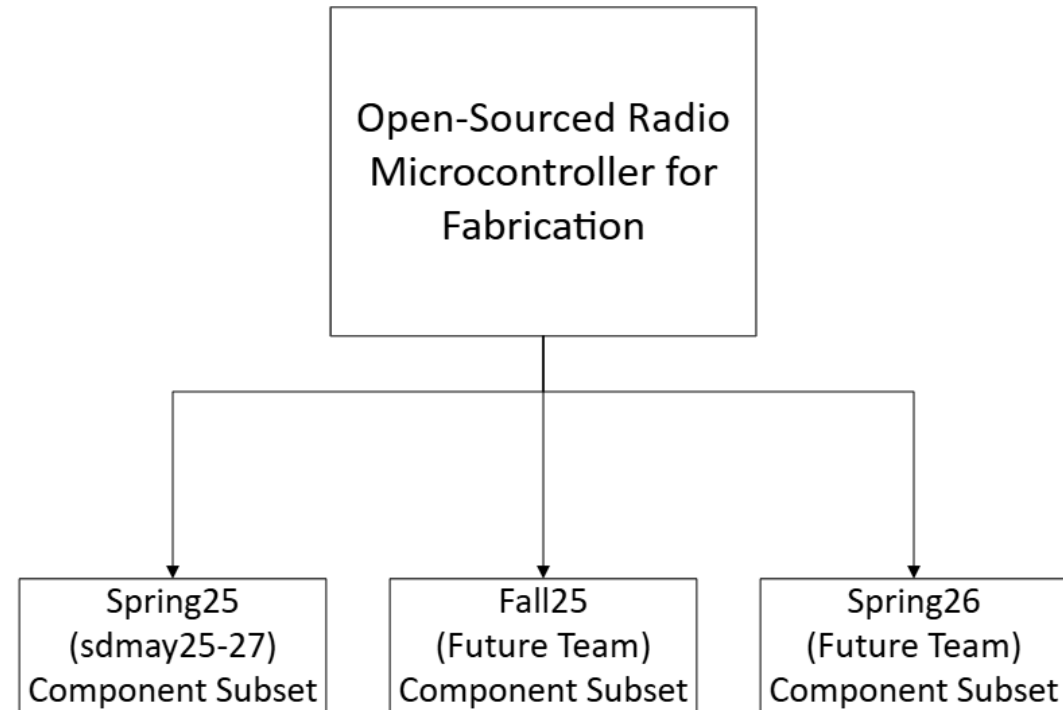 Open-Sourced Radio
Microcontroller for
Fabrication
Spring25
(sdmay25-27)
Component Subset
Fall25
(Future Team)
Component Subset
Spring26
(Future Team)
Component Subset